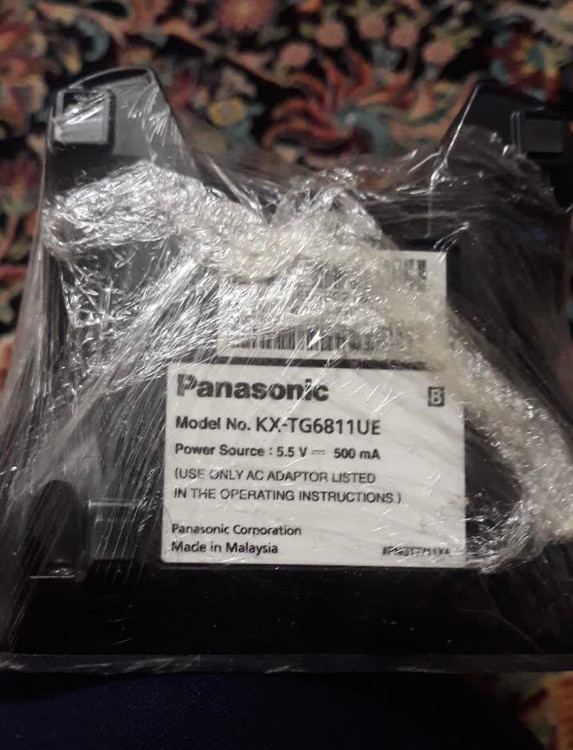 Panasonic
B
Model No. KX-TG6811UE
Power Source : 5.5 V ⎓ 500 mA
(USE ONLY AC ADAPTOR LISTED
IN THE OPERATING INSTRUCTIONS.)
Panasonic Corporation
Made in Malaysia